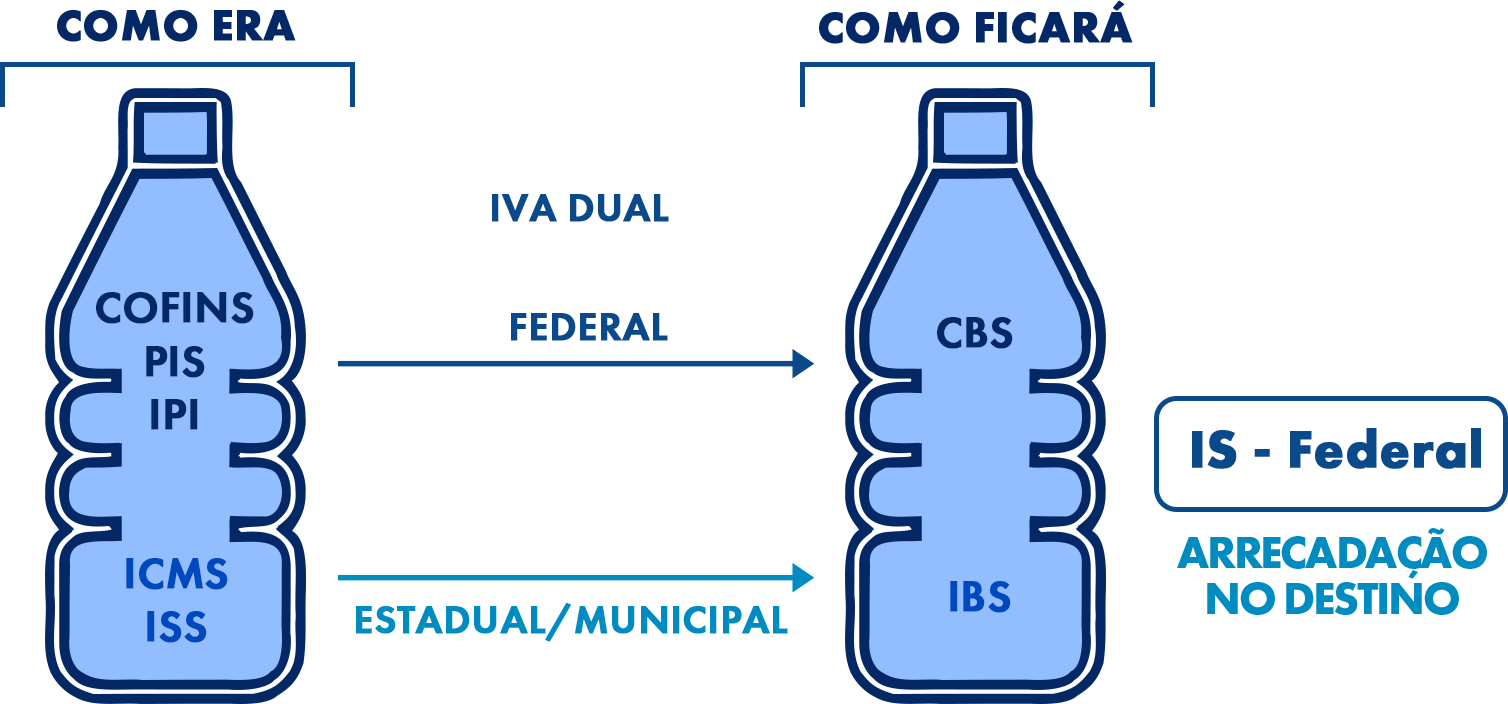 COMO ERA
COMO FICARÁ
IVA DUAL
COFINS
PIS
IPI
FEDERAL
CBS
IS - Federal
ICMS
ISS
ESTADUAL/MUNICIPAL
IBS
ARRECADAÇÃO
NO DESTINO